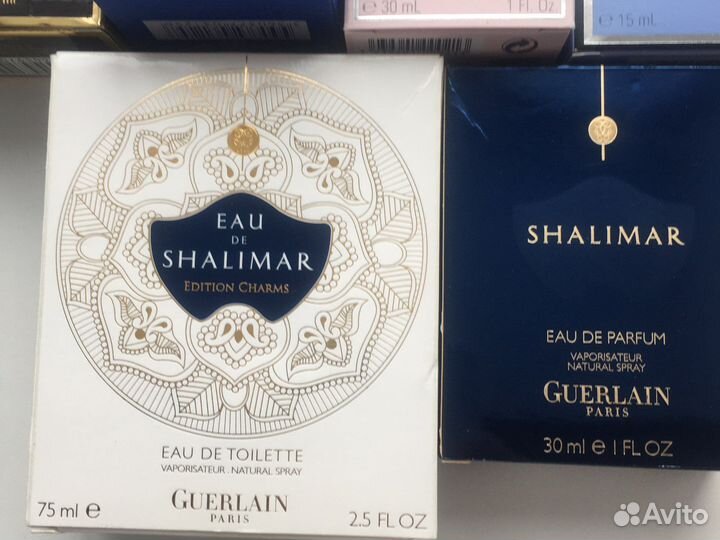 ℮ 30 mL 1 Fl. Oz.
℮ 15 mL
EAU
DE
SHALIMAR
EDITION CHARMS
EAU DE TOILETTE
VAPORISATEUR . NATURAL SPRAY
75 ml ℮ GUERLAIN 2.5 FL OZ
PARIS
SHALIMAR
EAU DE PARFUM
VAPORISATEUR
NATURAL SPRAY
GUERLAIN
PARIS
30 ml ℮ 1 FL OZ
Avito